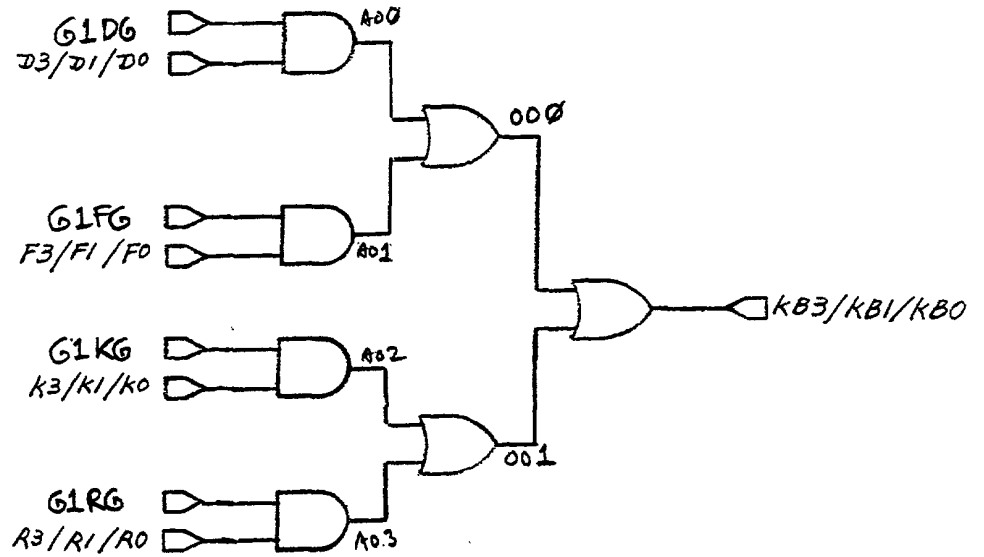 G1DG
D3/D1/D0
A00
000
G1FG
F3/F1/F0
A01
KB3/KB1/KB0
G1KG
K3/K1/K0
A02
001
G1RG
R3/R1/R0
A03